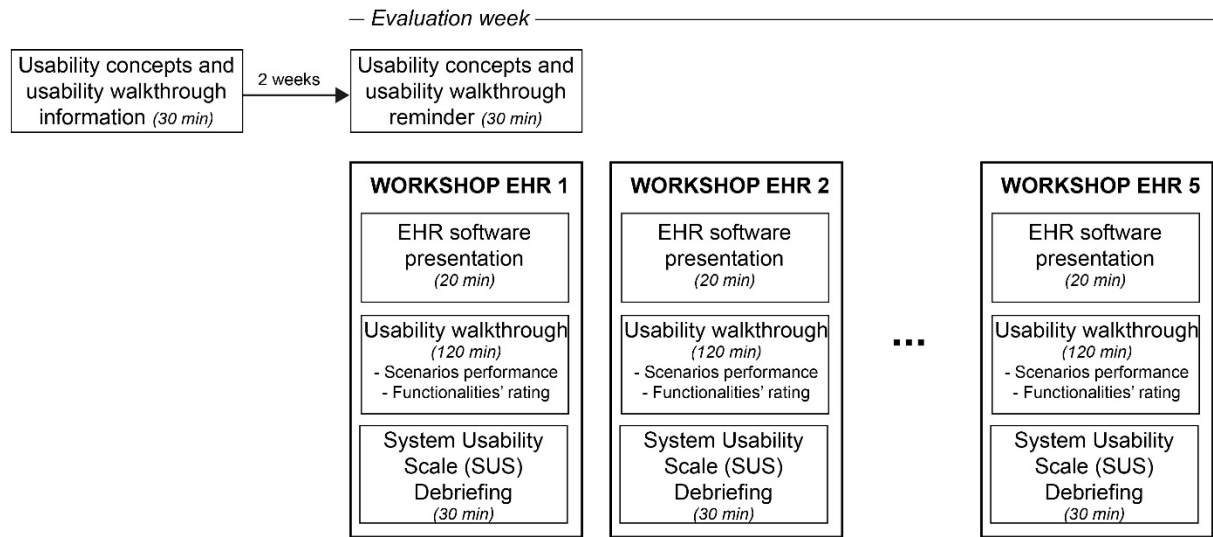 Evaluation week
Usability concepts and
usability walkthrough
information (30 min)
2 weeks
Usability concepts and
usability walkthrough
reminder (30 min)
WORKSHOP EHR 1
EHR software
presentation
(20 min)
Usability walkthrough
(120 min)
- Scenarios performance
- Functionalities' rating
System Usability
Scale (SUS)
Debriefing
(30 min)
WORKSHOP EHR 2
EHR software
presentation
(20 min)
Usability walkthrough
(120 min)
- Scenarios performance
- Functionalities' rating
System Usability
Scale (SUS)
Debriefing
(30 min)
...
WORKSHOP EHR 5
EHR software
presentation
(20 min)
Usability walkthrough
(120 min)
- Scenarios performance
- Functionalities' rating
System Usability
Scale (SUS)
Debriefing
(30 min)